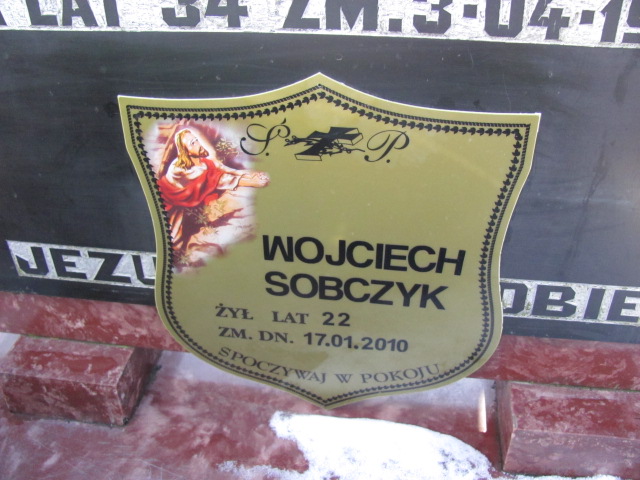 LAT 34 ZM. 3-04-19
Ś. P.
WOJCIECH
SOBCZYK
ŻYŁ LAT 22
ZM. DN. 17.01.2010
SPOCZYWAJ W POKOJU
JEZU OBIE